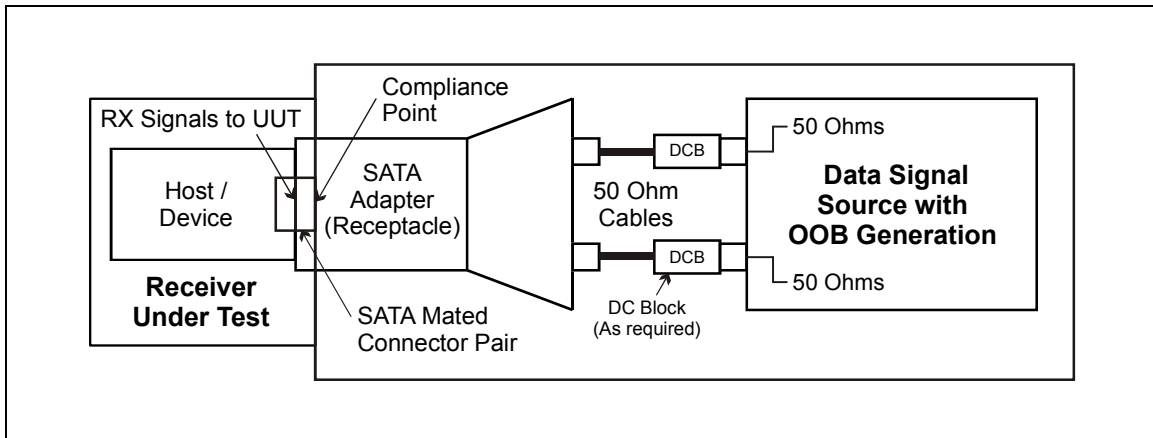 RX Signals to UUT
Compliance
Point
Host /
Device
SATA
Adapter
(Receptacle)
Receiver
Under Test
SATA Mated
Connector Pair
50 Ohm
Cables
DCB
DCB
DC Block
(As required)
50 Ohms
Data Signal
Source with
OOB Generation
50 Ohms